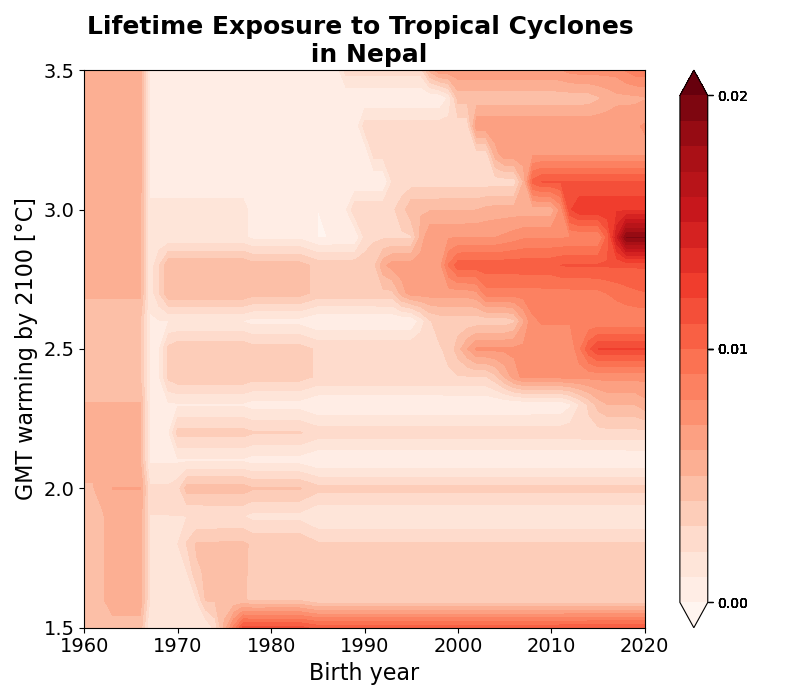 Lifetime Exposure to Tropical Cyclones
in Nepal
3.5
3.0
2.5
2.0
1.5
GMT warming by 2100 [°C]
1960 1970 1980 1990 2000 2010 2020
Birth year
0.02
0.01
0.00